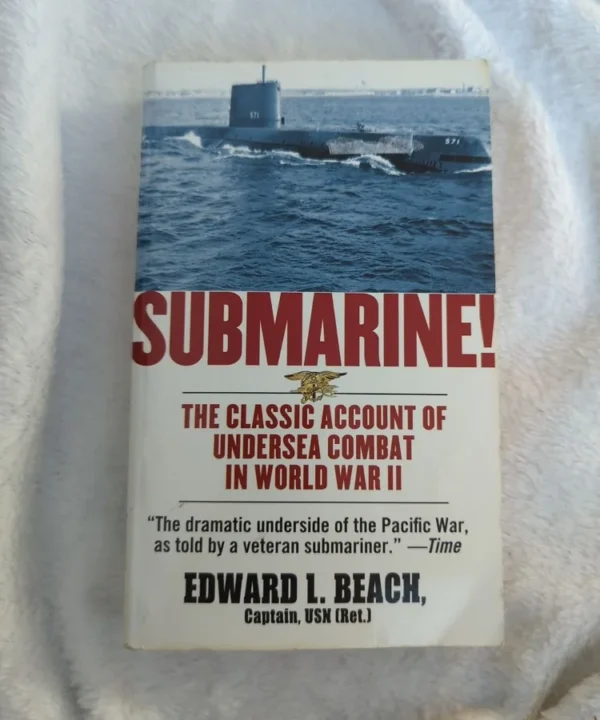 571
571
SUBMARINE!
THE CLASSIC ACCOUNT OF
UNDERSEA COMBAT
IN WORLD WAR II
“The dramatic underside of the Pacific War,
as told by a veteran submariner.” —Time
EDWARD L. BEACH,
Captain, USN (Ret.)